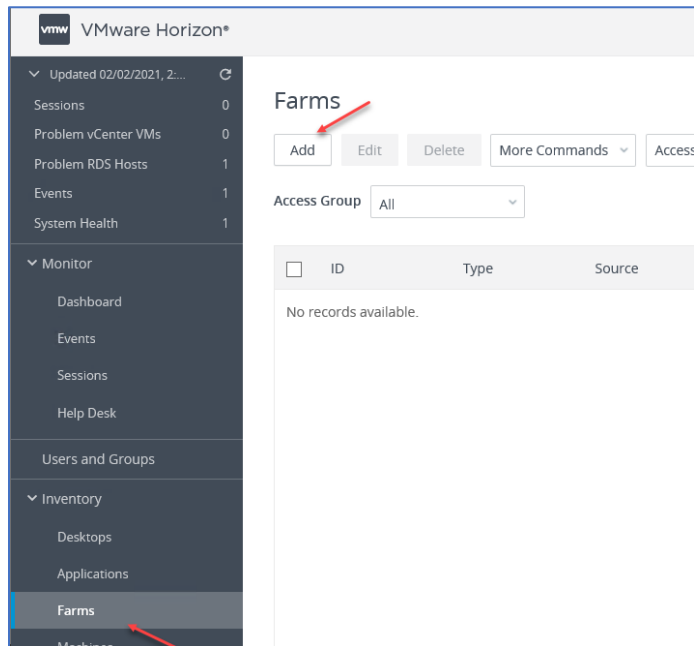 vmw VMware Horizon®
Updated 02/02/2021, 2:...
Sessions 0
Problem vCenter VMs 0
Problem RDS Hosts 1
Events 1
System Health 1
Monitor
Dashboard
Events
Sessions
Help Desk
Users and Groups
Inventory
Desktops
Applications
Farms
Machines
Farms
Add Edit Delete More Commands Access
Access Group All
ID Type Source
No records available.